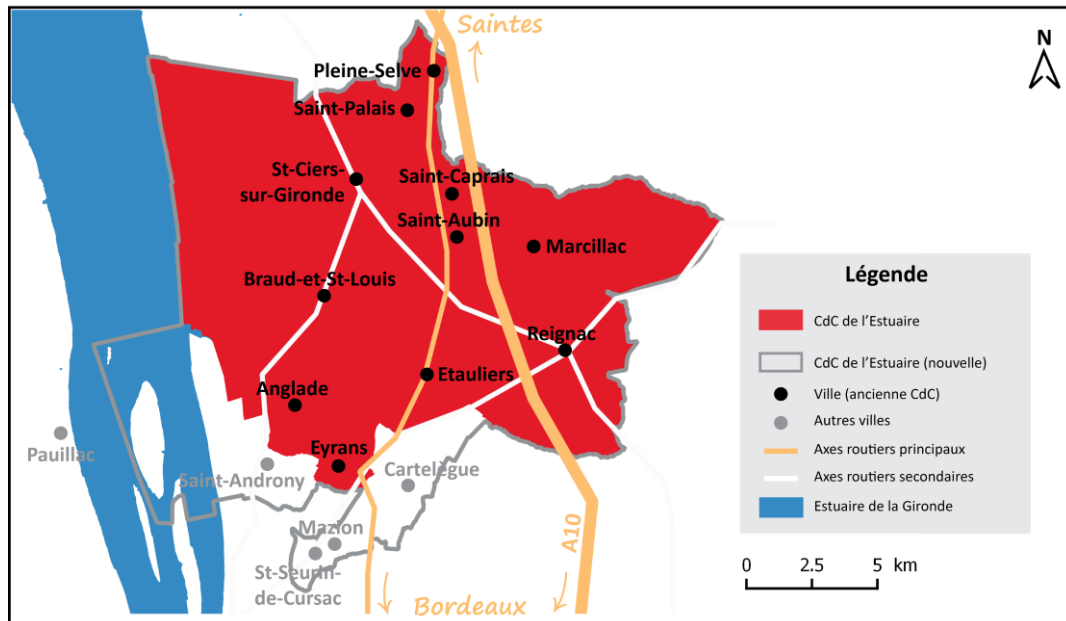 Saintes
N
Pleine-Selve
Saint-Palais
St-Ciers-
sur-Gironde
Saint-Caprais
Saint-Aubin
Marcillac
Braud-et-St-Louis
Reignac
Etauliers
Anglade
Eyrans
Pauillac
Saint-Androny
Cartelègue
Mazion
St-Seurin-
de-Cursac
A10
Bordeaux
Légende
CdC de l'Estuaire
CdC de l'Estuaire (nouvelle)
Ville (ancienne CdC)
Autres villes
Axes routiers principaux
Axes routiers secondaires
Estuaire de la Gironde
0 2.5 5 km